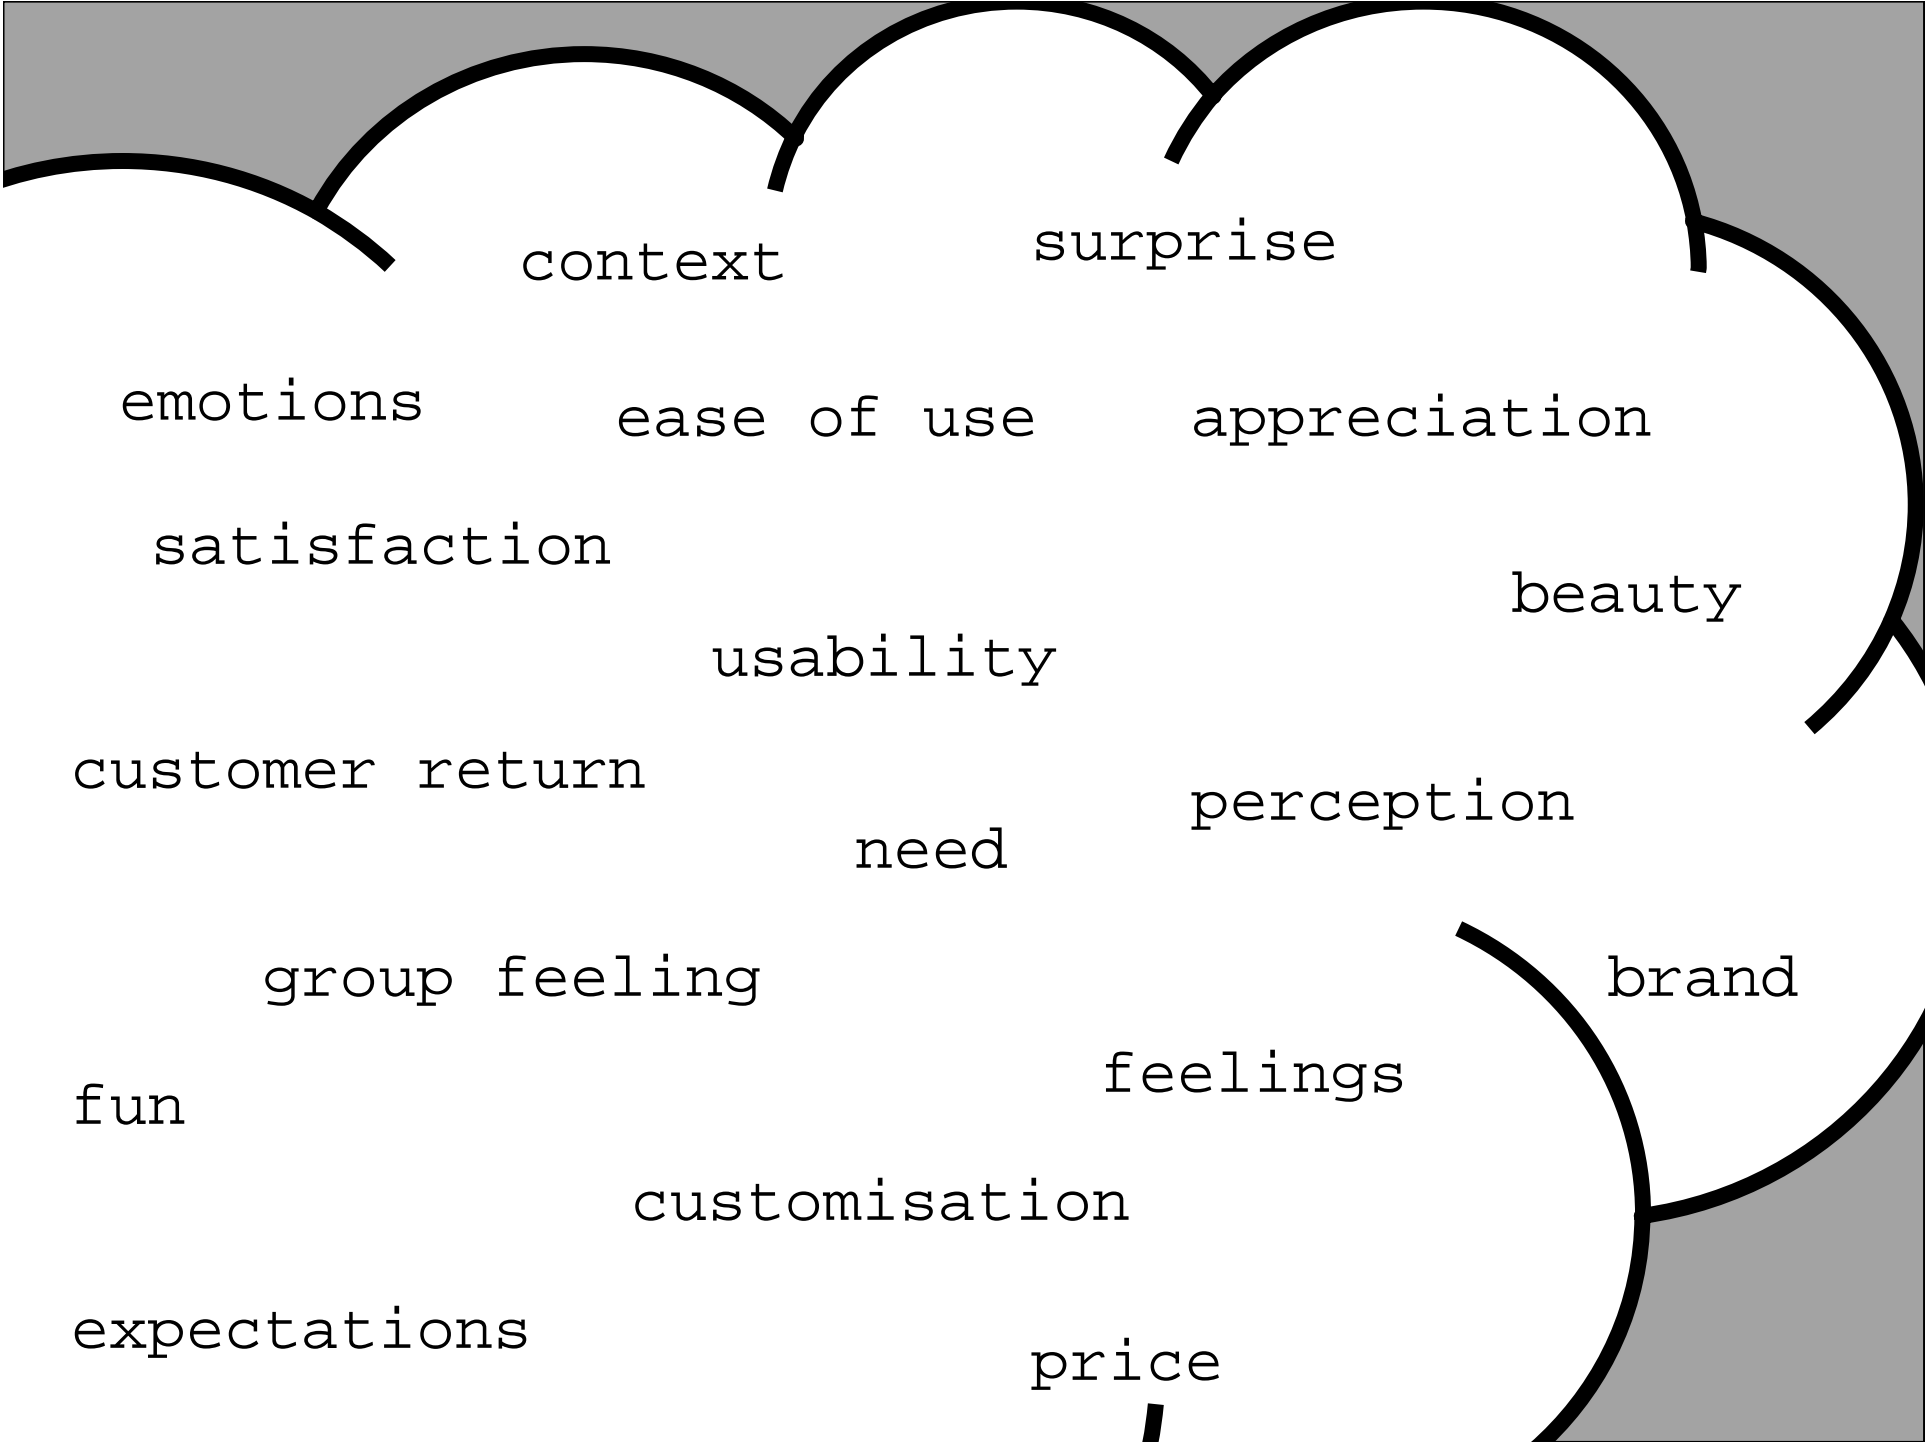 context
surprise
emotions
ease of use
appreciation
satisfaction
beauty
usability
customer return
perception
need
group feeling
brand
feelings
fun
customisation
expectations
price